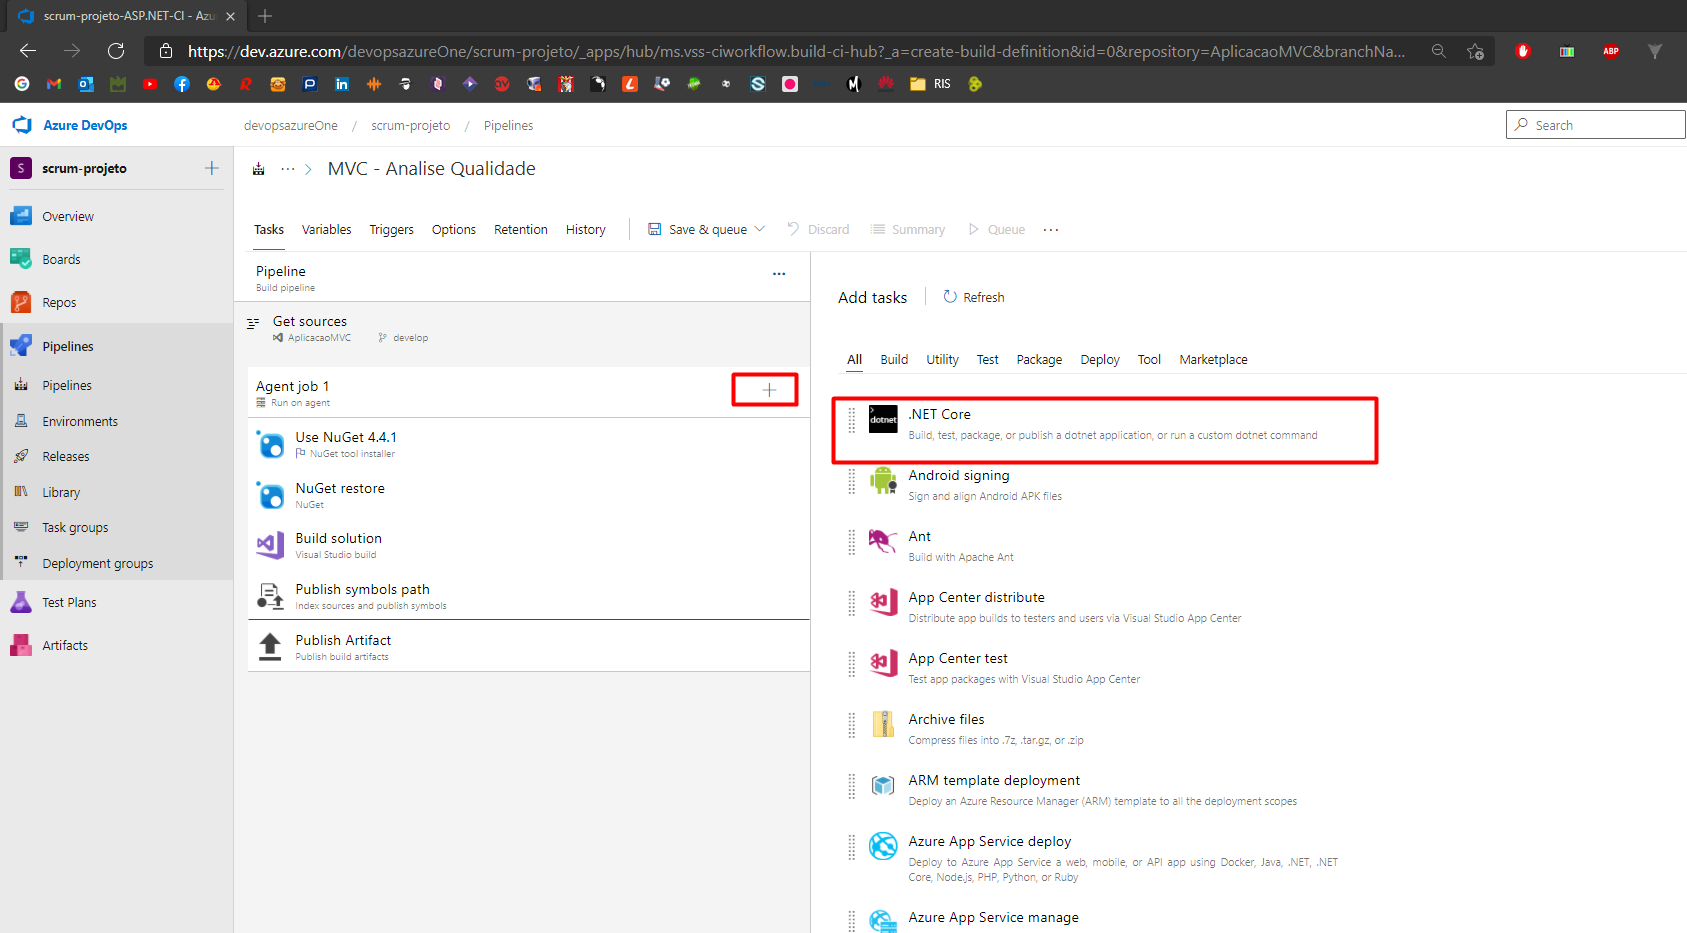 scrum-projeto-ASP.NET-CI - Azu
https://dev.azure.com/devopsazureOne/scrum-projeto/_apps/hub/ms.vss-ciworkflow.build-ci-hub?_a=create-build-definition&id=0&repository=AplicacaoMVC&branchNa...
ABP
RIS
Azure DevOps
devopsazureOne / scrum-projeto / Pipelines
Search
S scrum-projeto
MVC - Analise Qualidade
Overview
Boards
Repos
Pipelines
Pipelines
Environments
Releases
Library
Task groups
Deployment groups
Test Plans
Artifacts
Tasks Variables Triggers Options Retention History Save & queue Discard Summary Queue ...
Pipeline
Build pipeline
Get sources
AplicacaoMVC develop
Agent job 1
Run on agent
Use NuGet 4.4.1
NuGet tool installer
NuGet restore
NuGet
Build solution
Visual Studio build
Publish symbols path
Index sources and publish symbols
Publish Artifact
Publish build artifacts
Add tasks Refresh
All Build Utility Test Package Deploy Tool Marketplace
dotnet
.NET Core
Build, test, package, or publish a dotnet application, or run a custom dotnet command
Android signing
Sign and align Android APK files
Ant
Build with Apache Ant
App Center distribute
Distribute app builds to testers and users via Visual Studio App Center
App Center test
Test app packages with Visual Studio App Center
Archive files
Compress files into .7z, .tar.gz, or .zip
ARM template deployment
Deploy an Azure Resource Manager (ARM) template to all the deployment scopes
Azure App Service deploy
Deploy to Azure App Service a web, mobile, or API app using Docker, Java, .NET, .NET
Core, Node.js, PHP, Python, or Ruby
Azure App Service manage